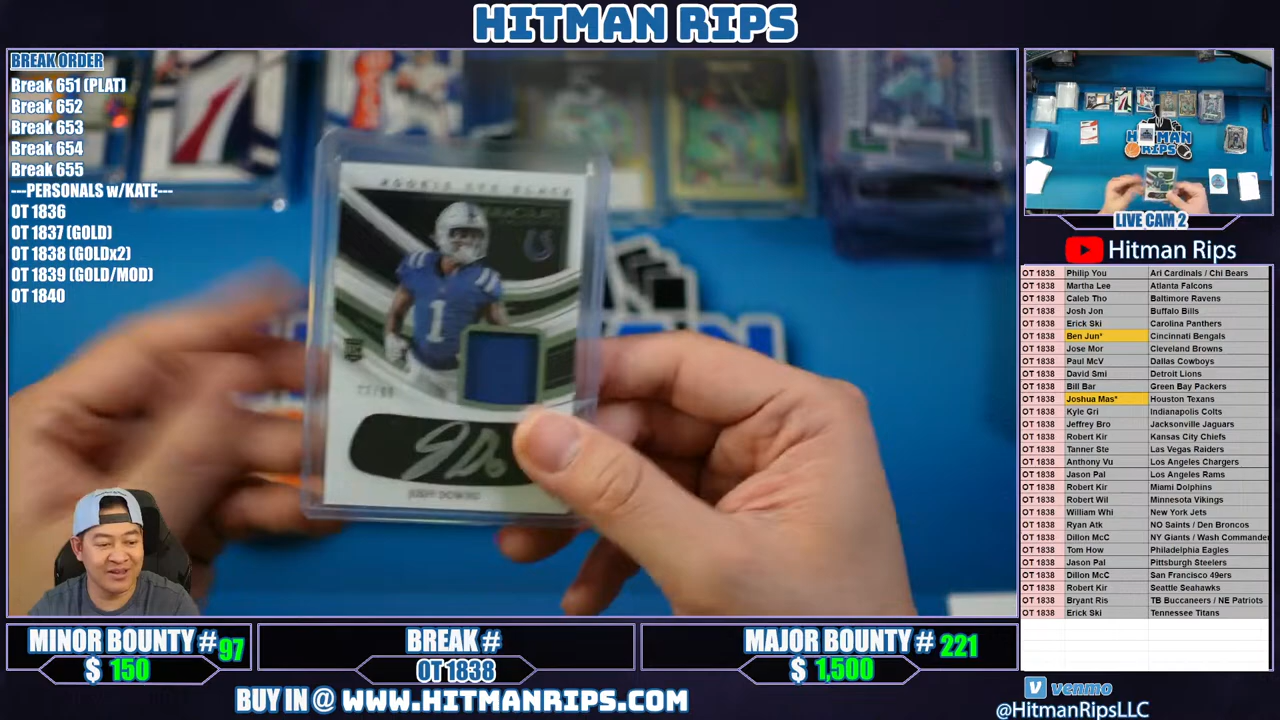 HITMAN RIPS
BREAK ORDER
Break 651 (PLAT)
Break 652
Break 653
Break 654
Break 655
---PERSONALS w/KATE---
OT 1836
OT 1837 (GOLD)
OT 1838 (GOLDx2)
OT 1839 (GOLD/MOD)
OT 1840
1
JOSH DOWNS
LIVE CAM 2
Hitman Rips
OT 1838 Philip You Ari Cardinals / Chi Bears
OT 1838 Martha Lee Atlanta Falcons
OT 1838 Caleb Tho Baltimore Ravens
OT 1838 Josh Jon Buffalo Bills
OT 1838 Erick Ski Carolina Panthers
OT 1838 Ben Jun* Cincinnati Bengals
OT 1838 Jose Mor Cleveland Browns
OT 1838 Paul McV Dallas Cowboys
OT 1838 David Smi Detroit Lions
OT 1838 Bill Bar Green Bay Packers
OT 1838 Joshua Mas* Houston Texans
OT 1838 Kyle Gri Indianapolis Colts
OT 1838 Jeffrey Bro Jacksonville Jaguars
OT 1838 Robert Kir Kansas City Chiefs
OT 1838 Tanner Ste Las Vegas Raiders
OT 1838 Anthony Vu Los Angeles Chargers
OT 1838 Jason Pal Los Angeles Rams
OT 1838 Robert Kir Miami Dolphins
OT 1838 Robert Wil Minnesota Vikings
OT 1838 William Whi New York Jets
OT 1838 Ryan Atk NO Saints / Den Broncos
OT 1838 Dillon McC NY Giants / Wash Commander
OT 1838 Tom How Philadelphia Eagles
OT 1838 Jason Pal Pittsburgh Steelers
OT 1838 Dillon McC San Francisco 49ers
OT 1838 Robert Kir Seattle Seahawks
OT 1838 Bryant Ris TB Buccaneers / NE Patriots
OT 1838 Erick Ski Tennessee Titans
MINOR BOUNTY # 97
$ 150
BREAK #
OT 1838
MAJOR BOUNTY # 221
$ 1,500
BUY IN @ WWW.HITMANRIPS.COM
venmo
@HitmanRipsLLC